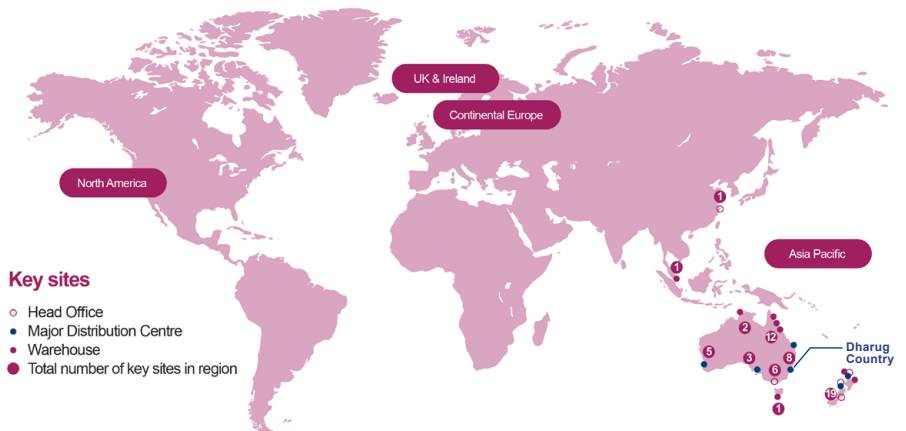 UK & Ireland
Continental Europe
North America
1
1
Asia Pacific
Key sites
Head Office
Major Distribution Centre
Warehouse
Total number of key sites in region
2
12
5
3
8
6
19
1
Dharug
Country